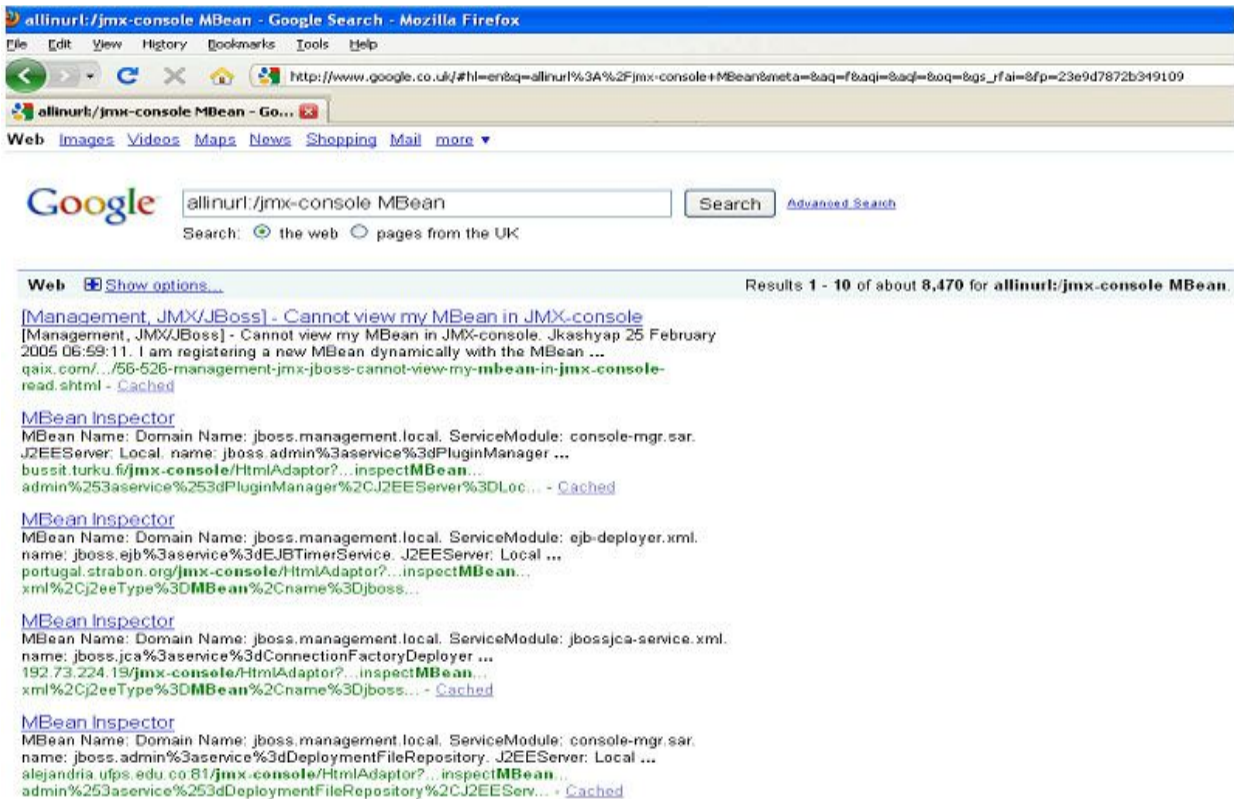 allinurl:/jmx-console MBean - Google Search - Mozilla Firefox
File Edit View History Bookmarks Tools Help
http://www.google.co.uk/#hl=en&q=allinurl%3A%2Fjmx-console+MBean&meta=&aq=f&aqi=&aql=&oq=&gs_rfai=&fp=23e9d7872b349109
allinurl:/jmx-console MBean - Go...
Web Images Videos Maps News Shopping Mail more ▼
Google allinurl:/jmx-console MBean Search Advanced Search
Search: the web pages from the UK
Web Show options... Results 1 - 10 of about 8,470 for allinurl:/jmx-console MBean.
[Management, JMX/JBoss] - Cannot view my MBean in JMX-console
[Management, JMX/JBoss] - Cannot view my MBean in JMX-console. Jkashyap 25 February
2005 06:59:11. I am registering a new MBean dynamically with the MBean ...
qaix.com/.../56-526-management-jmx-jboss-cannot-view-my-mbean-in-jmx-console-
read.shtml - Cached
MBean Inspector
MBean Name: Domain Name: jboss.management.local. ServiceModule: console-mgr.sar.
J2EEServer: Local. name: jboss.admin%3aservice%3dPluginManager ...
bussit.turku.fi/jmx-console/HtmlAdaptor?...inspectMBean...
admin%253aservice%253dPluginManager%2CJ2EEServer%3DLoc... - Cached
MBean Inspector
MBean Name: Domain Name: jboss.management.local. ServiceModule: ejb-deployer.xml.
name: jboss.ejb%3aservice%3dEJBTimerService. J2EEServer: Local ...
portugal.strabon.org/jmx-console/HtmlAdaptor?...inspectMBean...
xml%2Cj2eeType%3DMBean%2Cname%3Djboss...
MBean Inspector
MBean Name: Domain Name: jboss.management.local. ServiceModule: jbossjca-service.xml.
name: jboss.jca%3aservice%3dConnectionFactoryDeployer ...
192.73.224.19/jmx-console/HtmlAdaptor?...inspectMBean...
xml%2Cj2eeType%3DMBean%2Cname%3Djboss... - Cached
MBean Inspector
MBean Name: Domain Name: jboss.management.local. ServiceModule: console-mgr.sar.
name: jboss.admin%3aservice%3dDeploymentFileRepository. J2EEServer: Local ...
alejandria.ufps.edu.co:81/jmx-console/HtmlAdaptor?...inspectMBean...
admin%253aservice%253dDeploymentFileRepository%2CJ2EEServ... - Cached